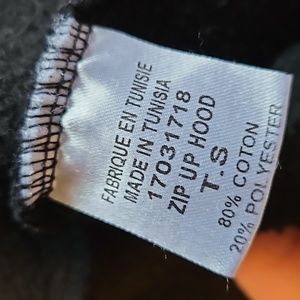 FABRIQUE EN TUNISIE
MADE IN TUNISIA
17031718
ZIP UP HOOD
T.S
80% COTON
20% POLYESTER